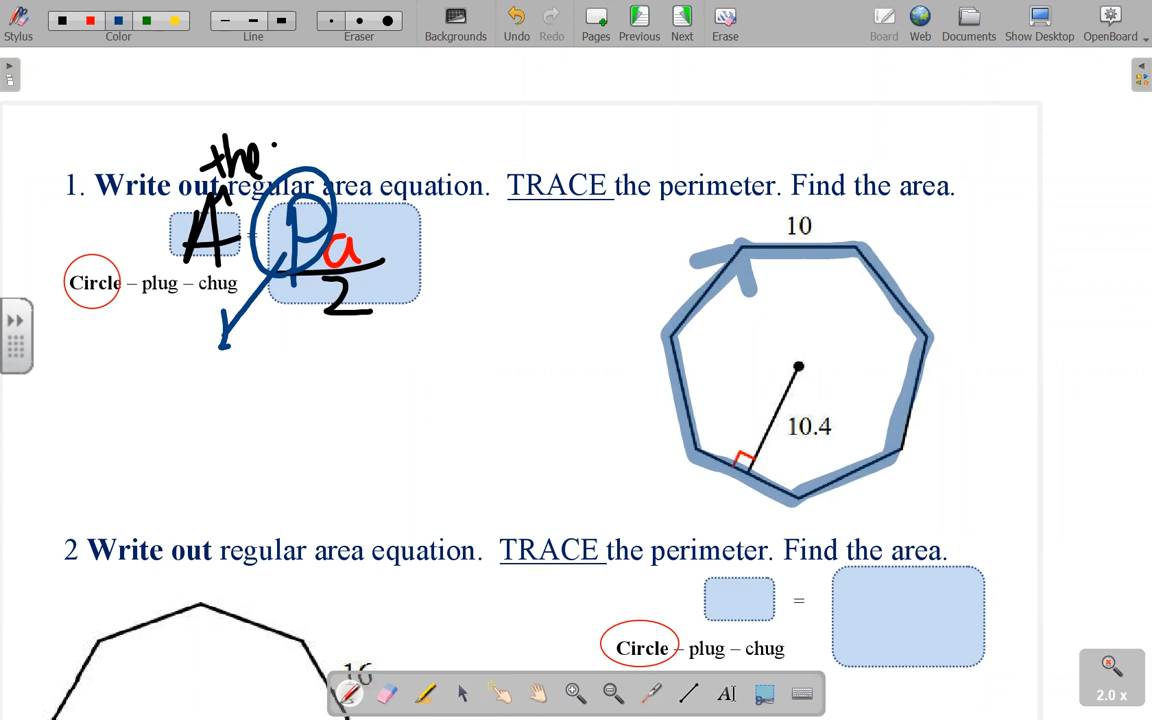 Stylus Color Line Eraser Backgrounds Undo Redo Pages Previous Next Erase Board Web Documents Show Desktop OpenBoard
the
1. Write out regular area equation. TRACE the perimeter. Find the area.
A = Pa
2
Circle – plug – chug
10
10.4
2 Write out regular area equation. TRACE the perimeter. Find the area.
=
Circle – plug – chug
16
2.0 x